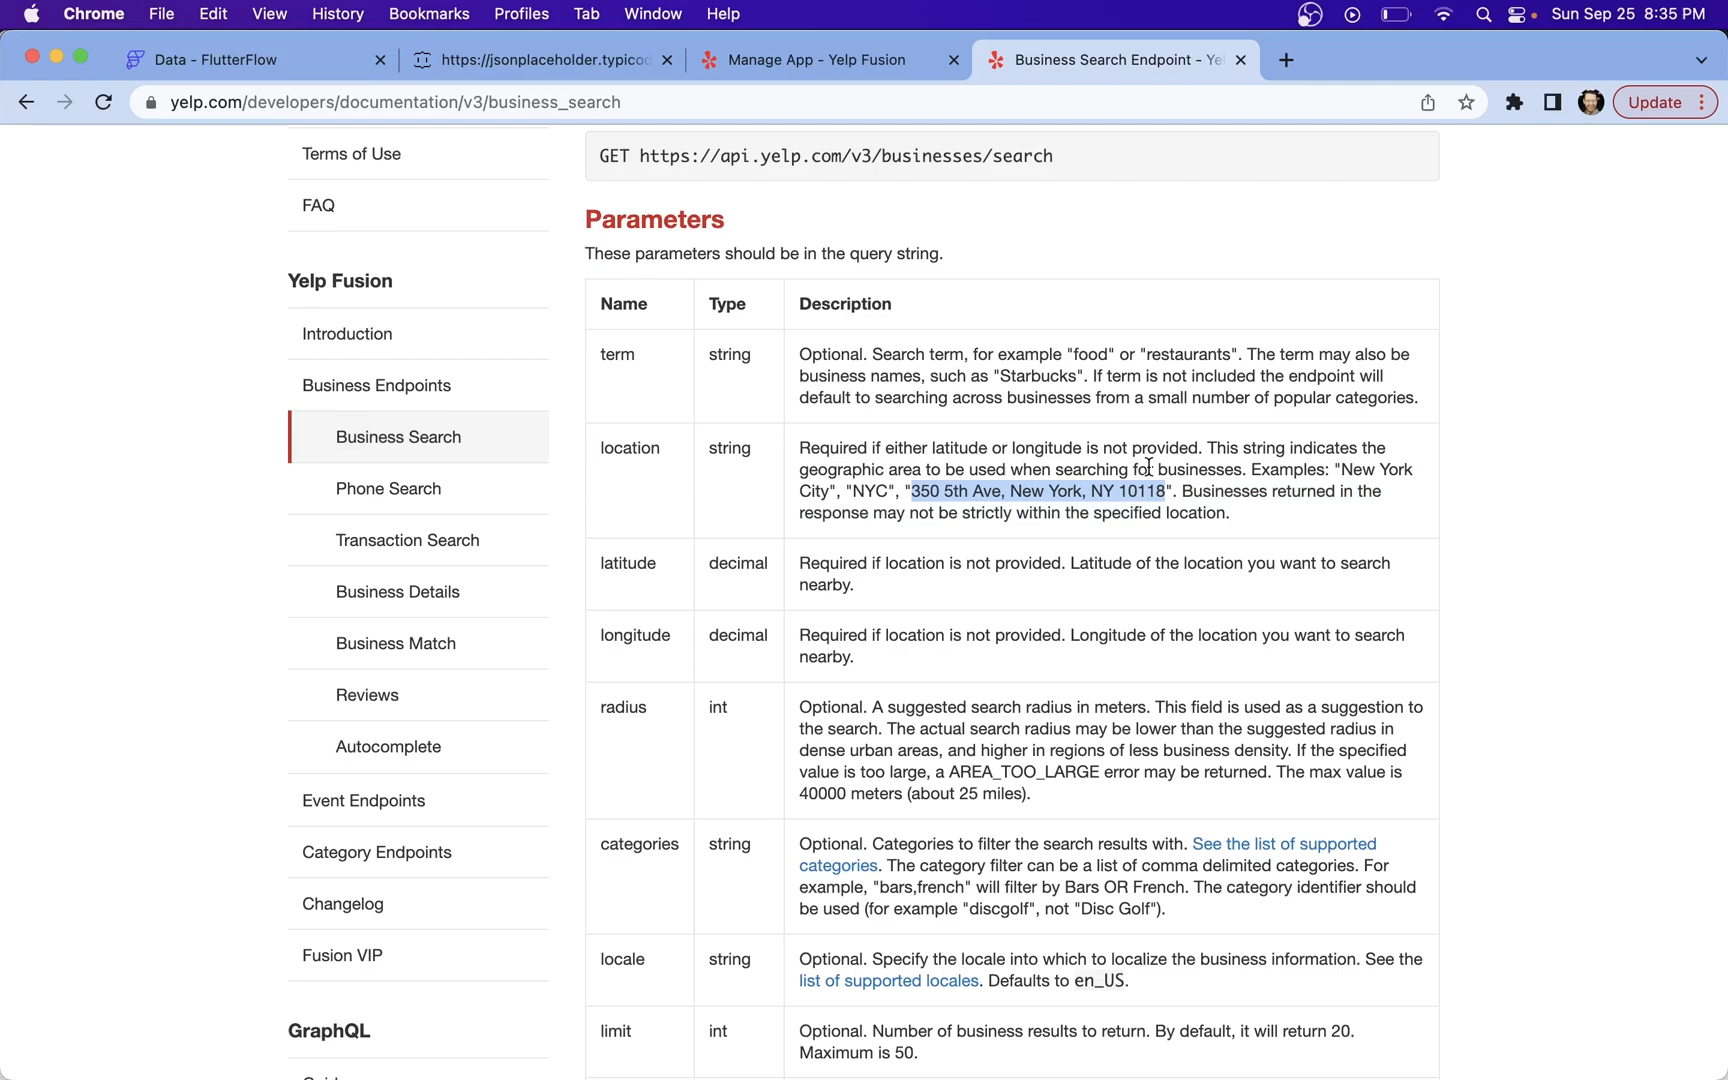 Chrome File Edit View History Bookmarks Profiles Tab Window Help Sun Sep 25 8:35 PM
Data - FlutterFlow https://jsonplaceholder.typico Manage App - Yelp Fusion Business Search Endpoint - Ye
yelp.com/developers/documentation/v3/business_search Update
Terms of Use
FAQ
Yelp Fusion
Introduction
Business Endpoints
Business Search
Phone Search
Transaction Search
Business Details
Business Match
Reviews
Autocomplete
Event Endpoints
Category Endpoints
Changelog
Fusion VIP
GraphQL
GET https://api.yelp.com/v3/businesses/search
Parameters
These parameters should be in the query string.
Name Type Description
term string Optional. Search term, for example "food" or "restaurants". The term may also be
business names, such as "Starbucks". If term is not included the endpoint will
default to searching across businesses from a small number of popular categories.
location string Required if either latitude or longitude is not provided. This string indicates the
geographic area to be used when searching for businesses. Examples: "New York
City", "NYC", "350 5th Ave, New York, NY 10118". Businesses returned in the
response may not be strictly within the specified location.
latitude decimal Required if location is not provided. Latitude of the location you want to search
nearby.
longitude decimal Required if location is not provided. Longitude of the location you want to search
nearby.
radius int Optional. A suggested search radius in meters. This field is used as a suggestion to
the search. The actual search radius may be lower than the suggested radius in
dense urban areas, and higher in regions of less business density. If the specified
value is too large, a AREA_TOO_LARGE error may be returned. The max value is
40000 meters (about 25 miles).
categories string Optional. Categories to filter the search results with. See the list of supported
categories. The category filter can be a list of comma delimited categories. For
example, "bars,french" will filter by Bars OR French. The category identifier should
be used (for example "discgolf", not "Disc Golf").
locale string Optional. Specify the locale into which to localize the business information. See the
list of supported locales. Defaults to en_US.
limit int Optional. Number of business results to return. By default, it will return 20.
Maximum is 50.